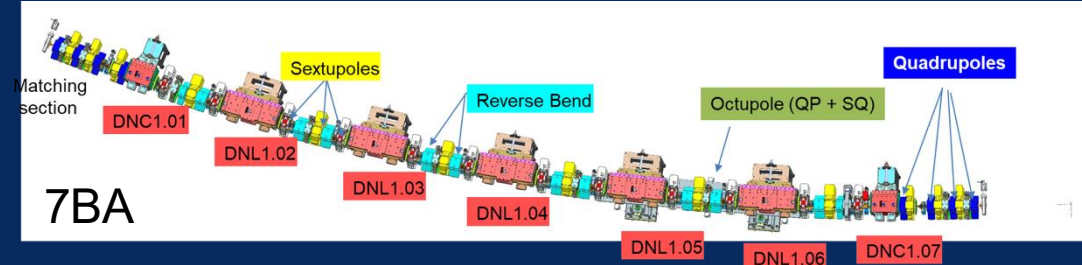 Matching
section
DNC1.01
DNL1.02
Sextupoles
DNL1.03
Reverse Bend
DNL1.04
Octupole (QP + SQ)
DNL1.05
DNL1.06
Quadrupoles
DNC1.07
7BA